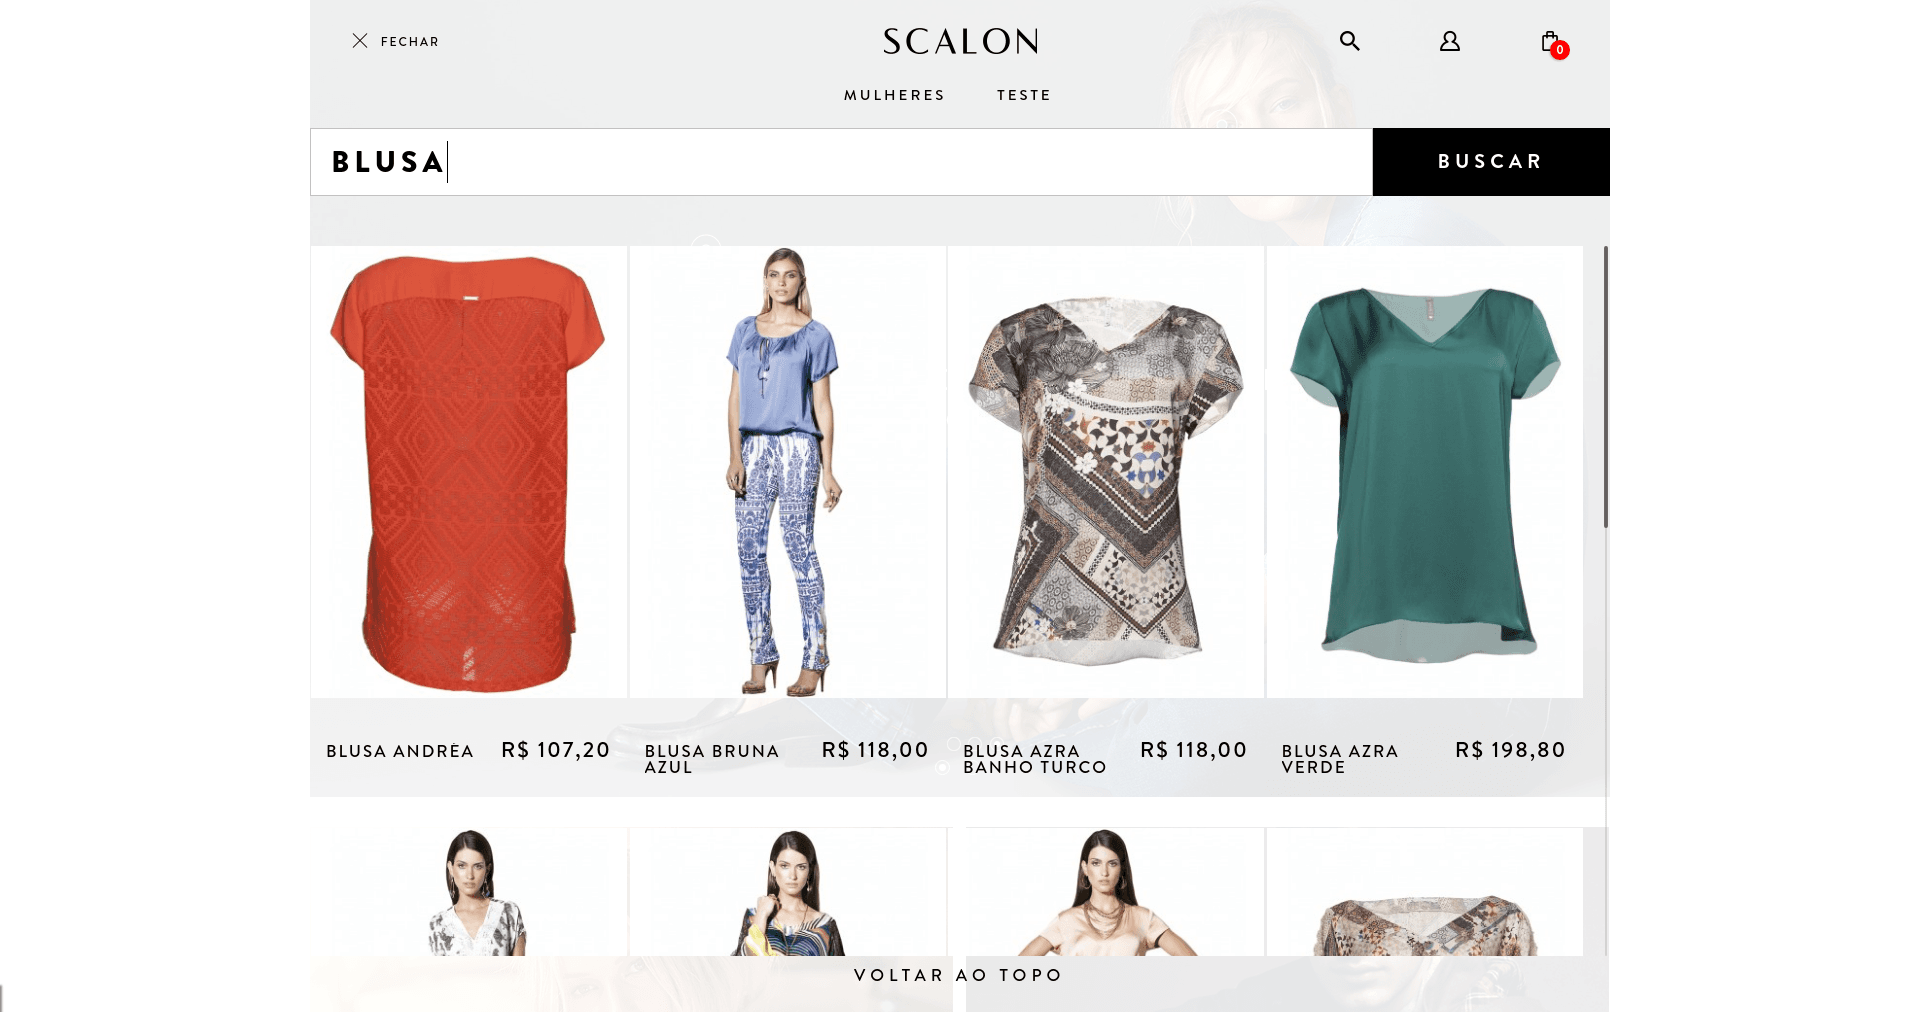 FECHAR
SCALON
0
MULHERES TESTE
BLUSA
BUSCAR
BLUSA ANDRÉA R$ 107,20
BLUSA BRUNA AZUL R$ 118,00
BLUSA AZRA BANHO TURCO R$ 118,00
BLUSA AZRA VERDE R$ 198,80
VOLTAR AO TOPO